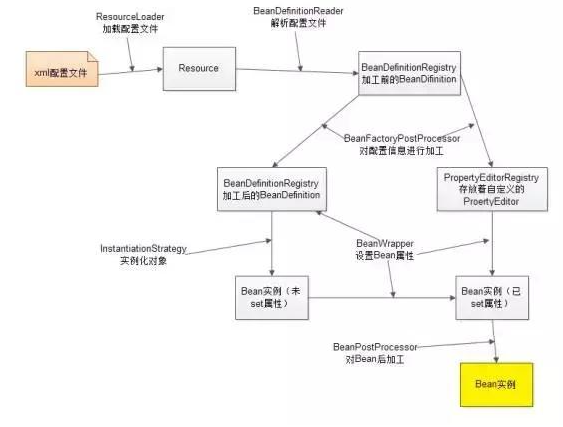 ResourceLoader
加载配置文件
BeanDefinitionReader
解析配置文件
xml配置文件
Resource
BeanDefinitionRegistry
加工前的BeanDifinition
BeanFactoryPostProcessor
对配置信息进行加工
BeanDefinitionRegistry
加工后的BeanDefinition
PropertyEditorRegistry
存放着自定义的
ProertyEditor
InstantiationStrategy
实例化对象
BeanWrapper
设置Bean属性
Bean实例（未
set属性）
Bean实例（已
set属性）
BeanPostProcessor
对Bean后加工
Bean实例